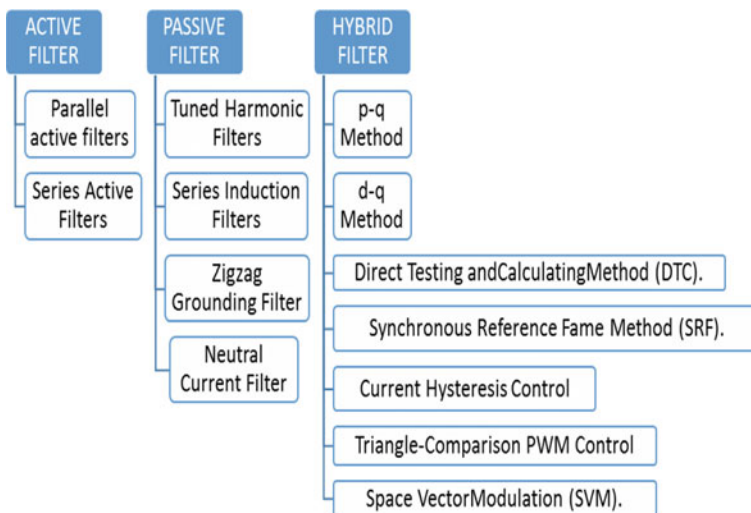 ACTIVE
FILTER
Parallel
active filters
Series Active
Filters
PASSIVE
FILTER
Tuned Harmonic
Filters
Series Induction
Filters
Zigzag
Grounding Filter
Neutral
Current Filter
HYBRID
FILTER
p-q
Method
d-q
Method
Direct Testing andCalculatingMethod (DTC).
Synchronous Reference Fame Method (SRF).
Current Hysteresis Control
Triangle-Comparison PWM Control
Space VectorModulation (SVM).